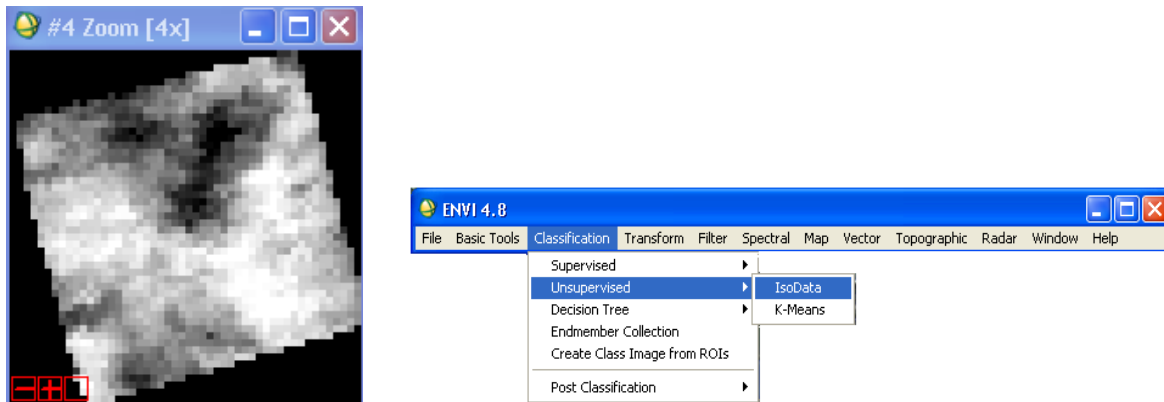 #4 Zoom [4x]
ENVI 4.8
File Basic Tools Classification Transform Filter Spectral Map Vector Topographic Radar Window Help
Supervised
Unsupervised
IsoData
Decision Tree
K-Means
Endmember Collection
Create Class Image from ROIs
Post Classification